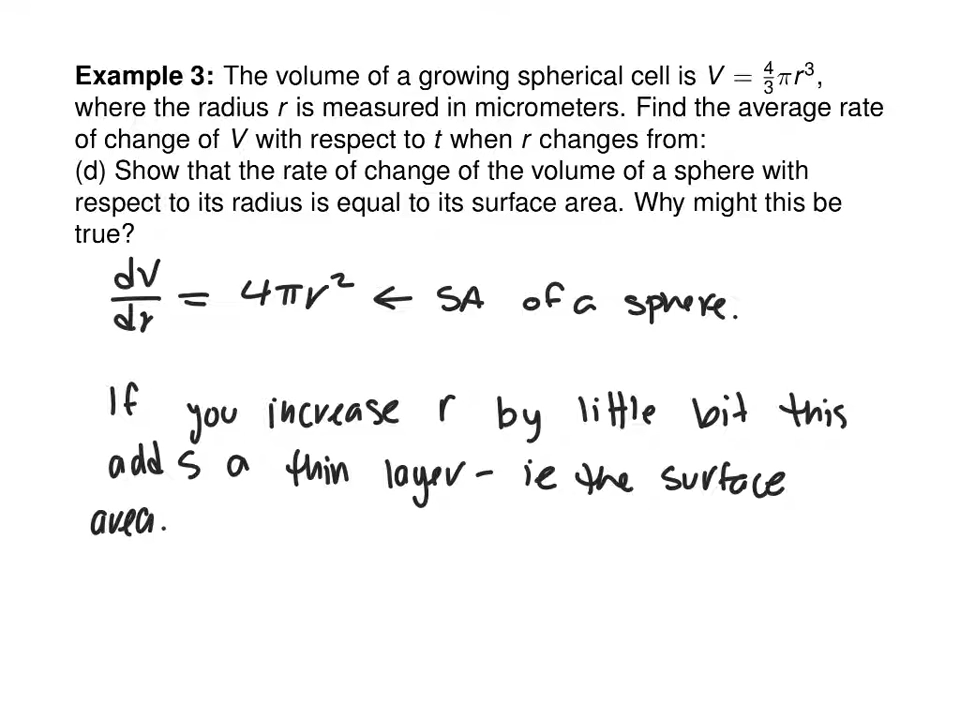 Example 3: The volume of a growing spherical cell is V = 4/3 πr³,
where the radius r is measured in micrometers. Find the average rate
of change of V with respect to t when r changes from:
(d) Show that the rate of change of the volume of a sphere with
respect to its radius is equal to its surface area. Why might this be
true?
dV/dr = 4πr² ← SA of a sphere.
If you increase r by little bit this
adds a thin layer - ie the surface
area.